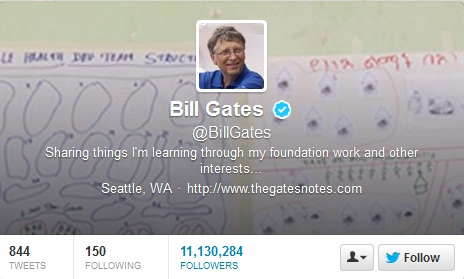 LE HEALTH DEV TEAM STRUCT
Bill Gates
@BillGates
Sharing things I'm learning through my foundation work and other
interests...
Seattle, WA · http://www.thegatesnotes.com
844
TWEETS
150
FOLLOWING
11,130,284
FOLLOWERS
Follow